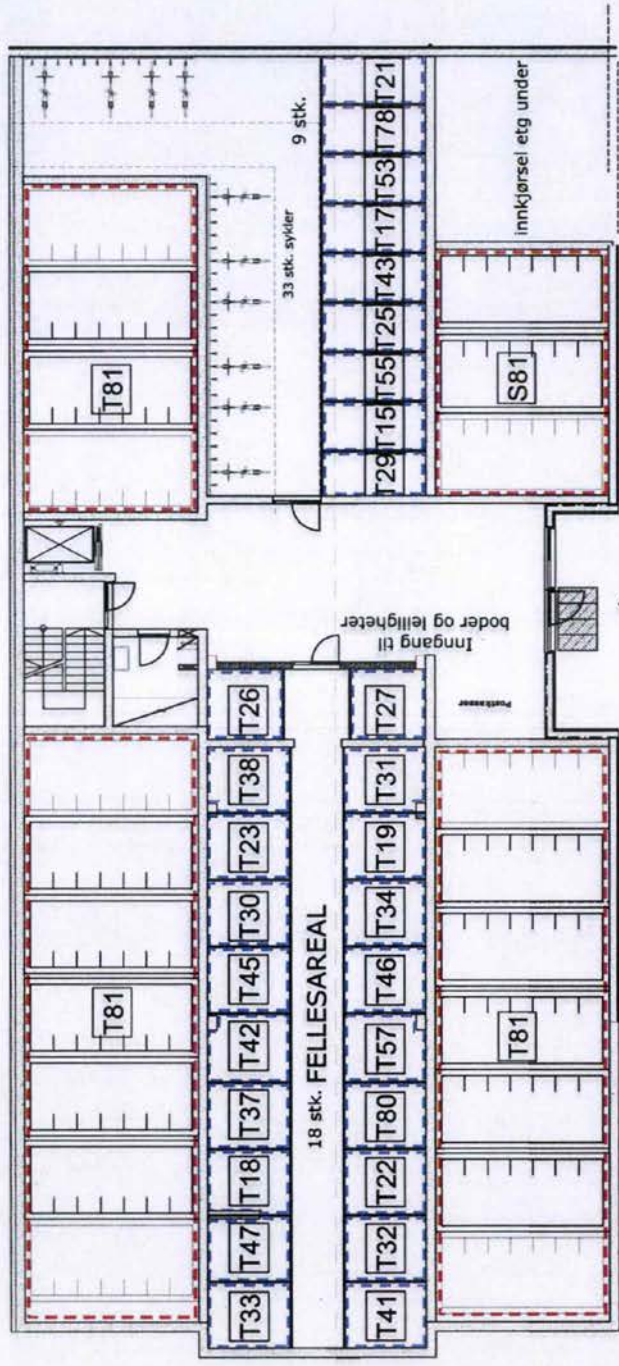 T81
T81
9 stk.
33 stk. sykler
T33
T47
T18
T37
T42
T45
T30
T23
T38
T26
18 stk. FELLESAREAL
T41
T32
T22
T80
T57
T46
T34
T19
T31
T27
T29
T15
T55
T25
T43
T17
T53
T78
T21
Inngang til
boder og leiligheter
Postkasser
innkjørsel etg under
T81
S81